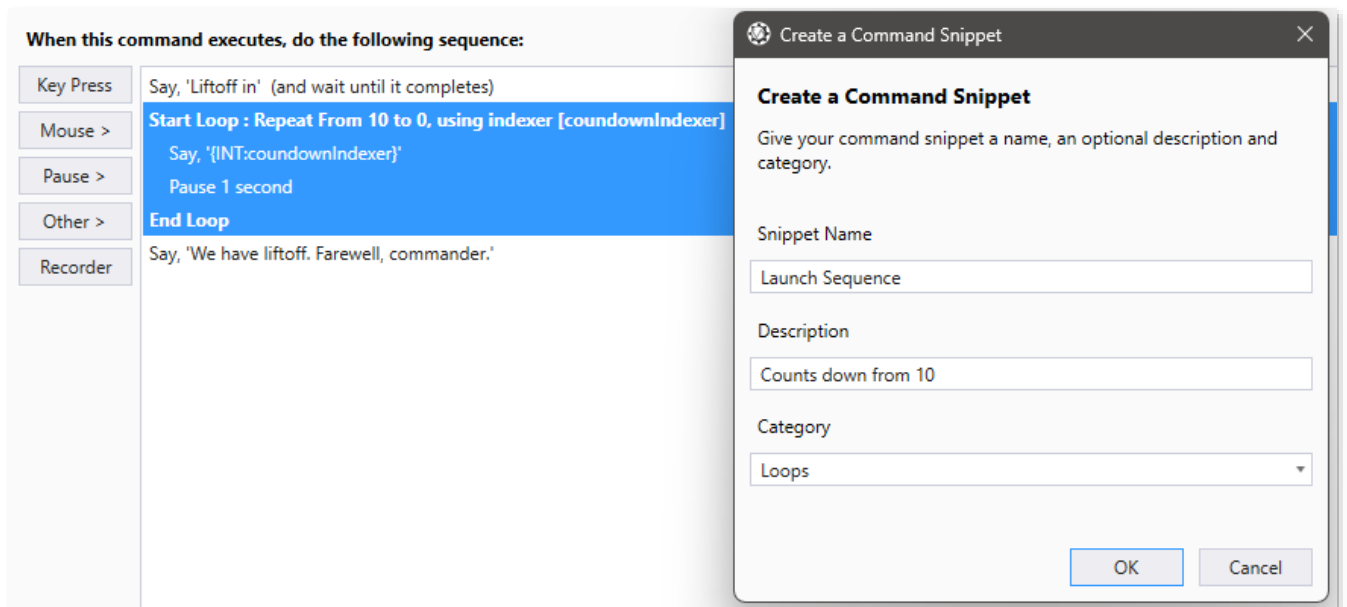 When this command executes, do the following sequence:
Key Press
Mouse >
Pause >
Other >
Recorder
Say, 'Liftoff in'  (and wait until it completes)
Start Loop : Repeat From 10 to 0, using indexer [coundownIndexer]
Say, '{INT:coundownIndexer}'
Pause 1 second
End Loop
Say, 'We have liftoff. Farewell, commander.'
Create a Command Snippet
Create a Command Snippet
Give your command snippet a name, an optional description and
category.
Snippet Name
Launch Sequence
Description
Counts down from 10
Category
Loops
OK
Cancel